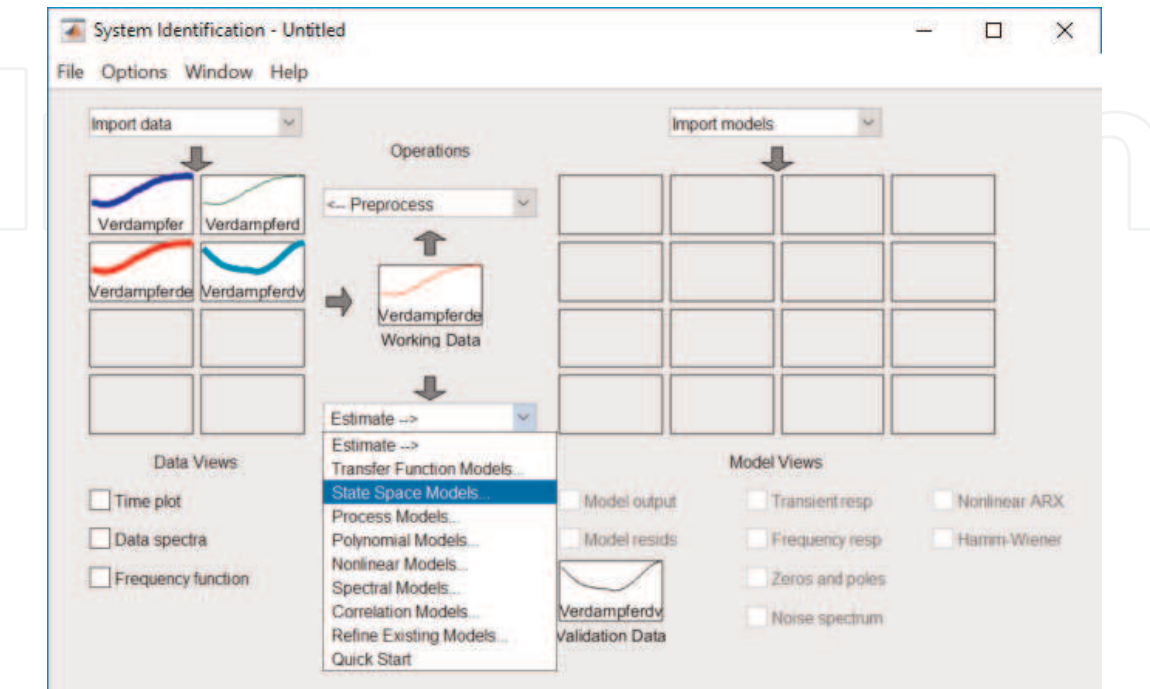 System Identification - Untitled
File Options Window Help
Import data
Import models
Operations
Verdampfer
Verdampferd
<-- Preprocess
Verdampferde
Verdampferdv
Verdampferde
Working Data
Estimate -->
Estimate -->
Transfer Function Models...
State Space Models...
Process Models...
Polynomial Models...
Nonlinear Models...
Spectral Models...
Correlation Models...
Refine Existing Models...
Quick Start
Data Views
Time plot
Data spectra
Frequency function
Model Views
Model output
Transient resp
Nonlinear ARX
Model resids
Frequency resp
Hamm-Wiener
Zeros and poles
Noise spectrum
Verdampferdv
Validation Data